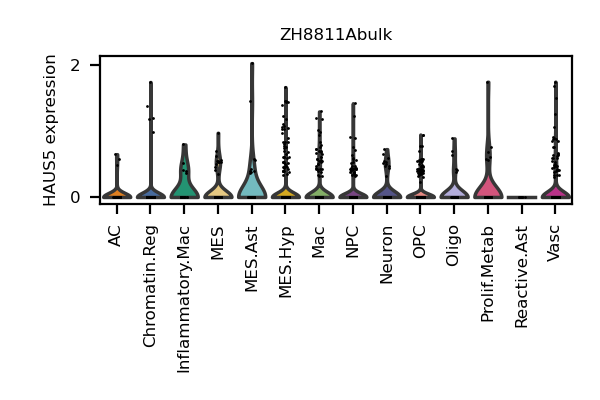 ZH8811Abulk
HAUS5 expression
2
0
AC
Chromatin.Reg
Inflammatory.Mac
MES
MES.Ast
MES.Hyp
Mac
NPC
Neuron
OPC
Oligo
Prolif.Metab
Reactive.Ast
Vasc